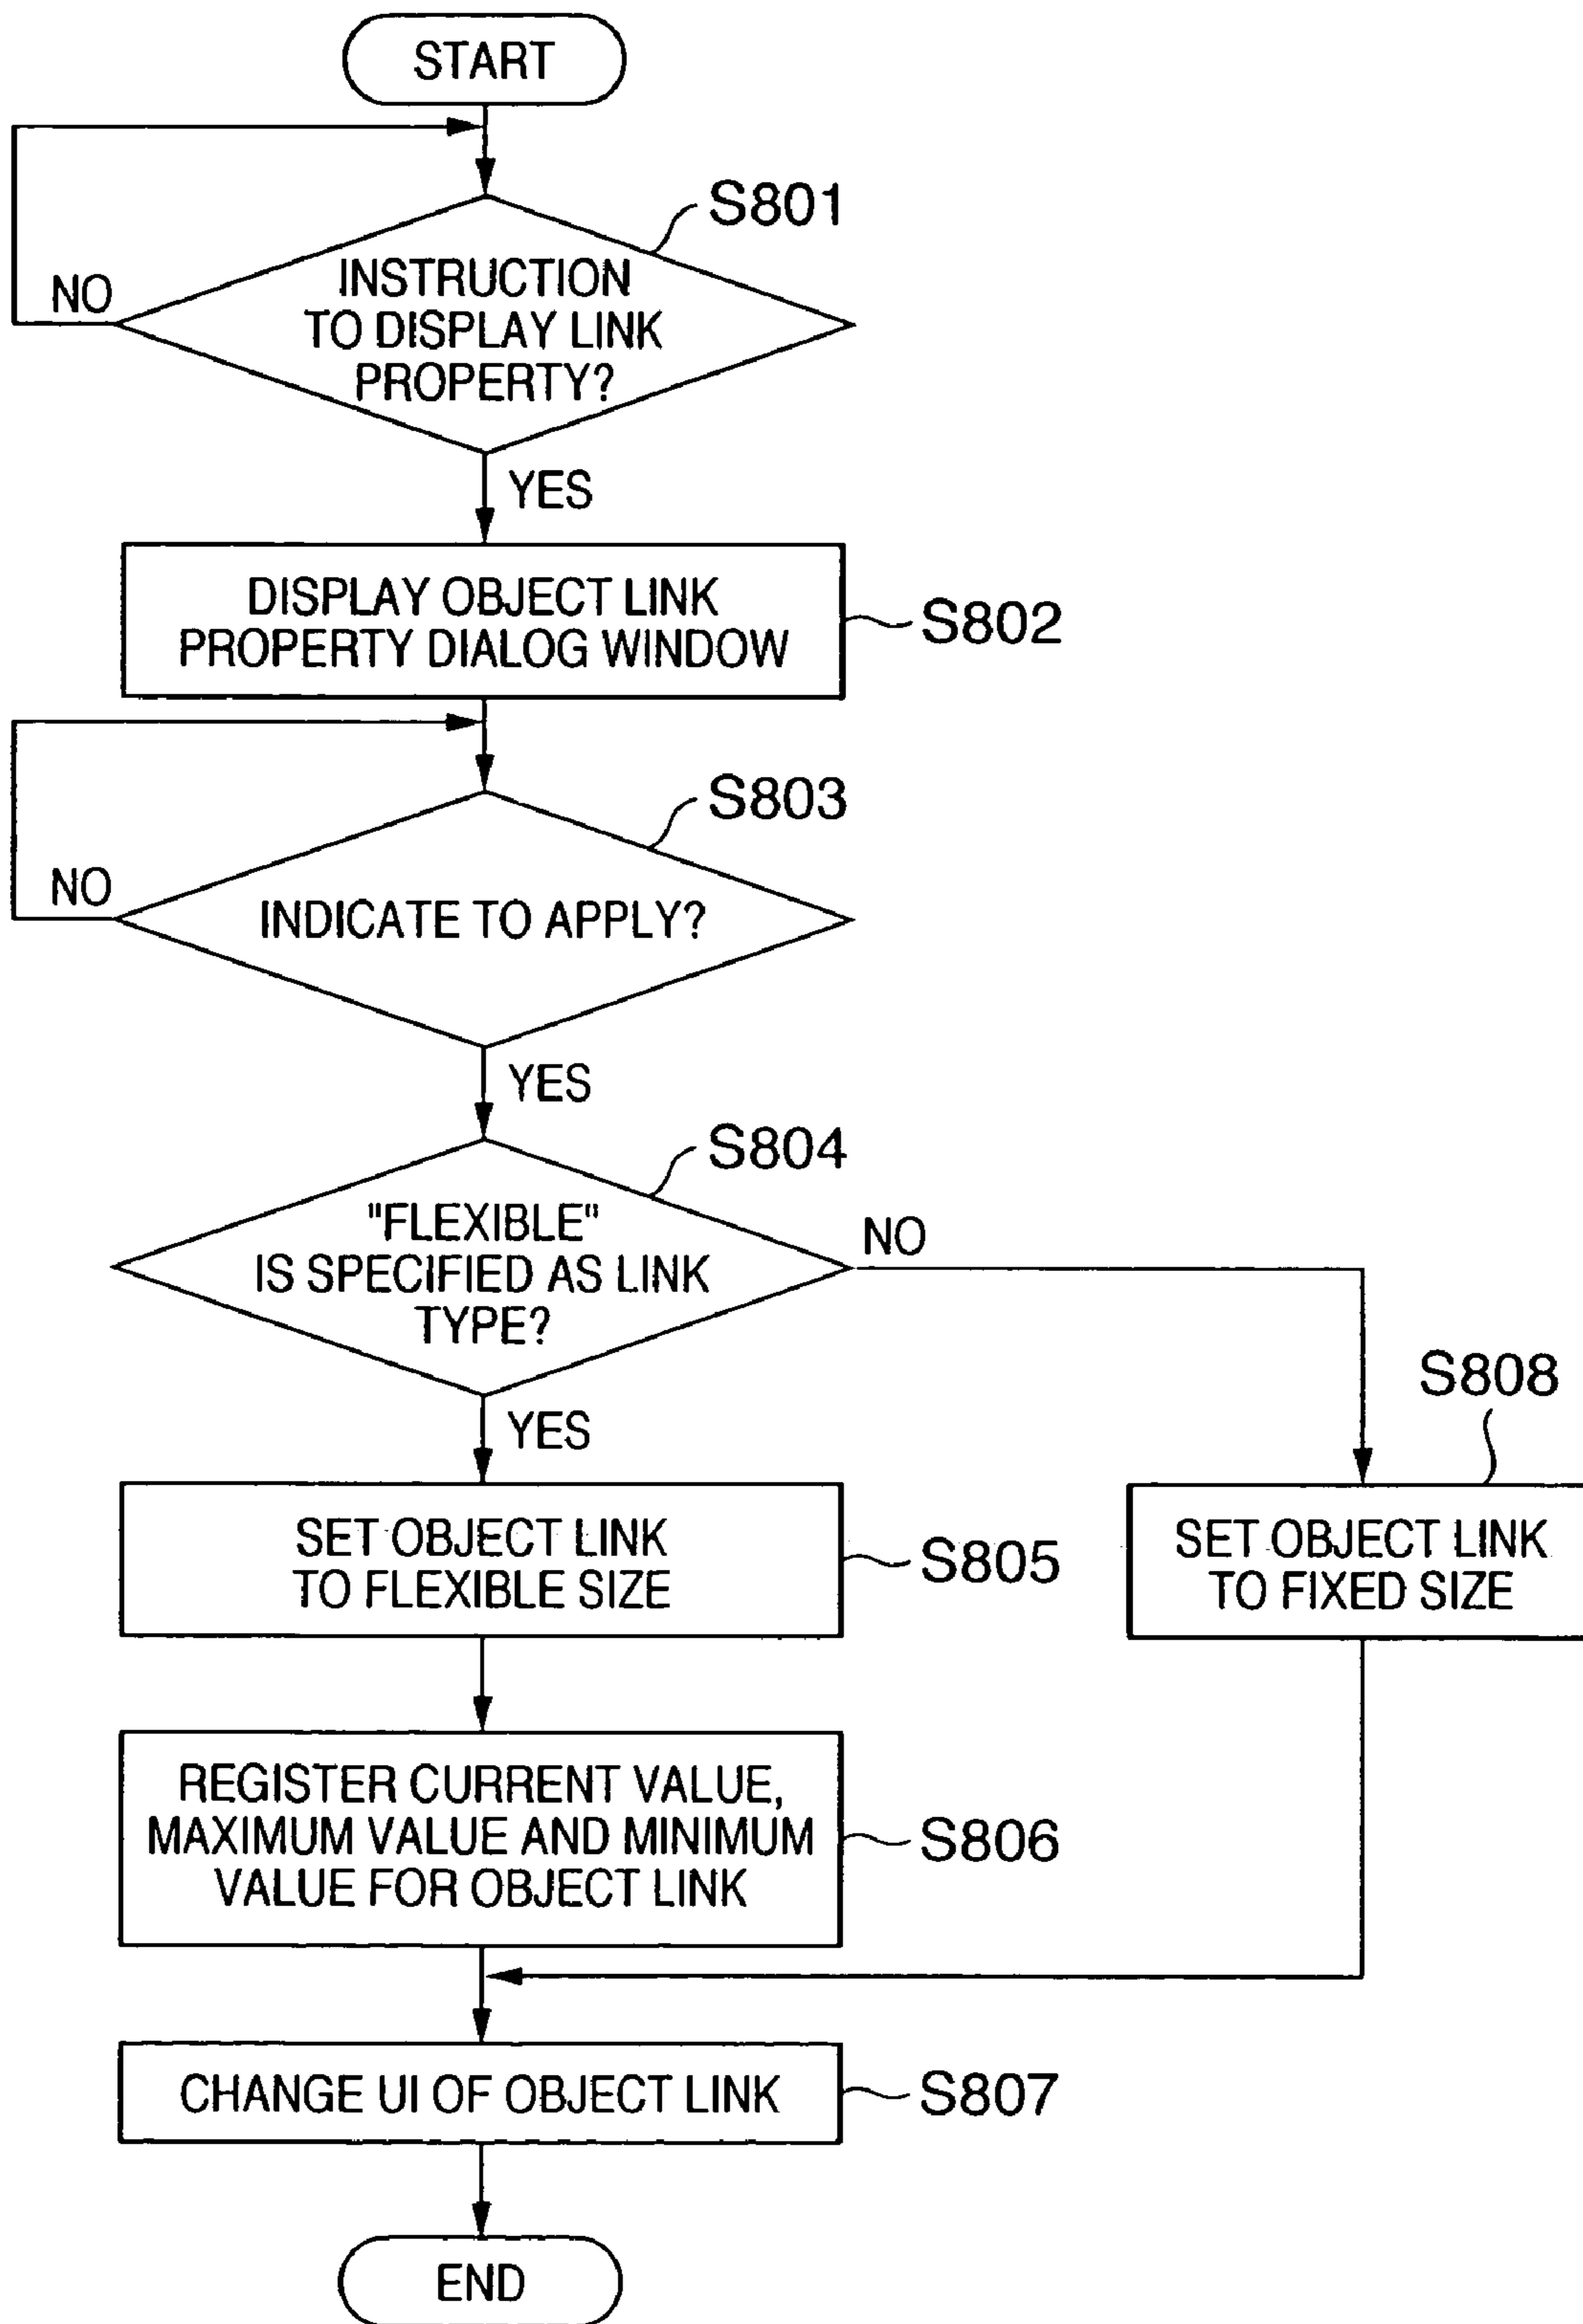 START
S801
INSTRUCTION
TO DISPLAY LINK
PROPERTY?
NO
YES
DISPLAY OBJECT LINK
PROPERTY DIALOG WINDOW
S802
S803
INDICATE TO APPLY?
NO
YES
S804
"FLEXIBLE"
IS SPECIFIED AS LINK
TYPE?
NO
YES
S808
SET OBJECT LINK
TO FLEXIBLE SIZE
S805
SET OBJECT LINK
TO FIXED SIZE
REGISTER CURRENT VALUE,
MAXIMUM VALUE AND MINIMUM
VALUE FOR OBJECT LINK
S806
CHANGE UI OF OBJECT LINK
S807
END